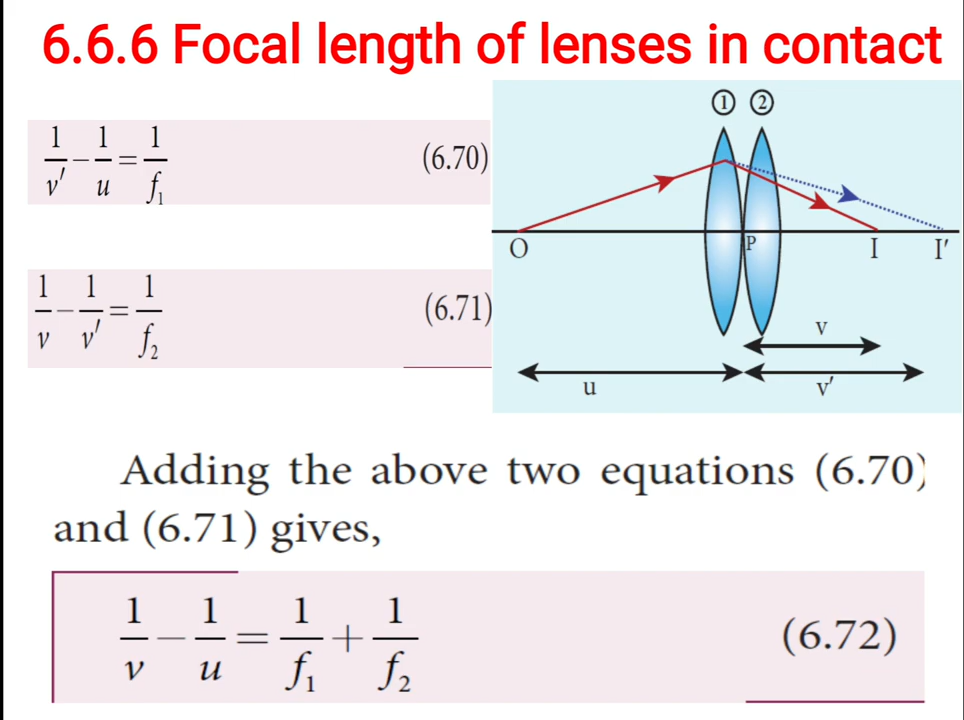 6.6.6 Focal length of lenses in contact
① ②
1/v′ − 1/u = 1/f₁ (6.70)
O P I I′
1/v − 1/v′ = 1/f₂ (6.71)
v
u v′
Adding the above two equations (6.70)
and (6.71) gives,
1/v − 1/u = 1/f₁ + 1/f₂ (6.72)